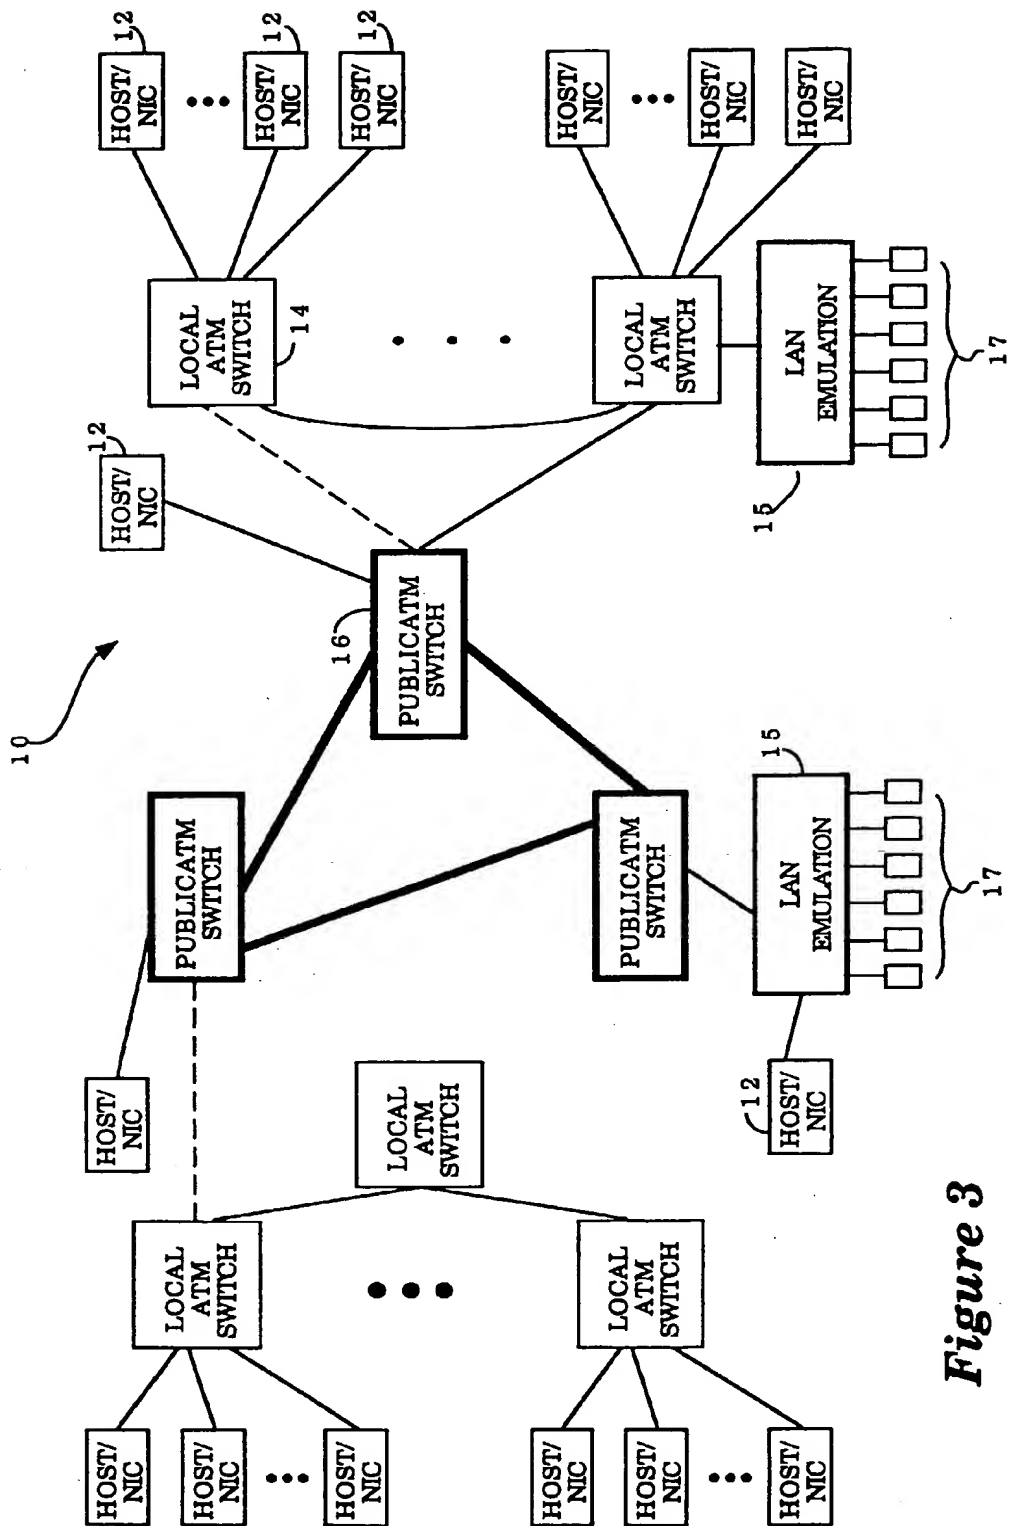 10
HOST/
NIC
HOST/
NIC
HOST/
NIC
HOST/
NIC
HOST/
NIC
HOST/
NIC
LOCAL
ATM
SWITCH
LOCAL
ATM
SWITCH
LOCAL
ATM
SWITCH
HOST/
NIC
PUBLICATM
SWITCH
PUBLICATM
SWITCH
12
HOST/
NIC
15
LAN
EMULATION
17
16
PUBLICATM
SWITCH
12
HOST/
NIC
LOCAL
ATM
SWITCH
14
LOCAL
ATM
SWITCH
15
LAN
EMULATION
17
12
HOST/
NIC
12
HOST/
NIC
12
HOST/
NIC
HOST/
NIC
HOST/
NIC
HOST/
NIC
Figure 3